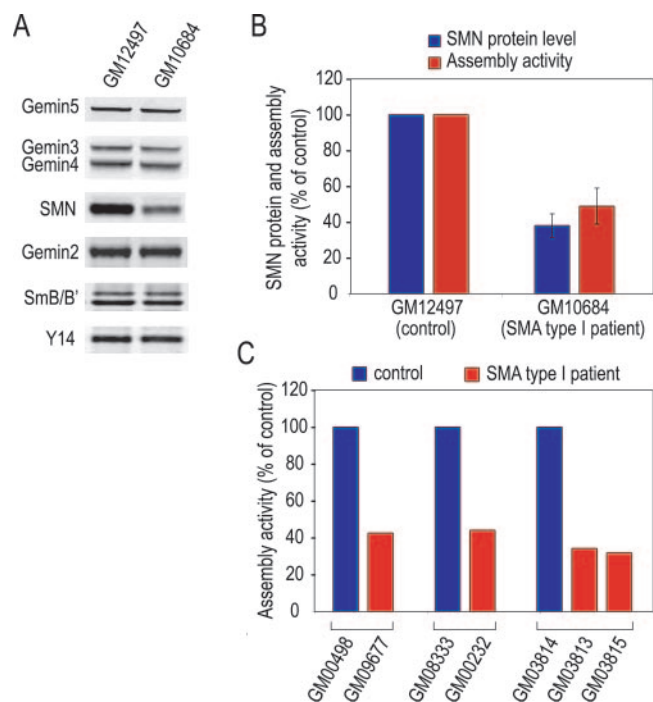 A
GM12497
GM10684
Gemin5
Gemin3
Gemin4
SMN
Gemin2
SmB/B'
Y14
B
SMN protein level
Assembly activity
SMN protein and assembly
activity (% of control)
120
100
80
60
40
20
0
GM12497
(control)
GM10684
(SMA type I patient)
C
control
SMA type I patient
Assembly activity (% of control)
120
100
80
60
40
20
0
GM00498
GM09677
GM08333
GM00232
GM03814
GM03813
GM03815